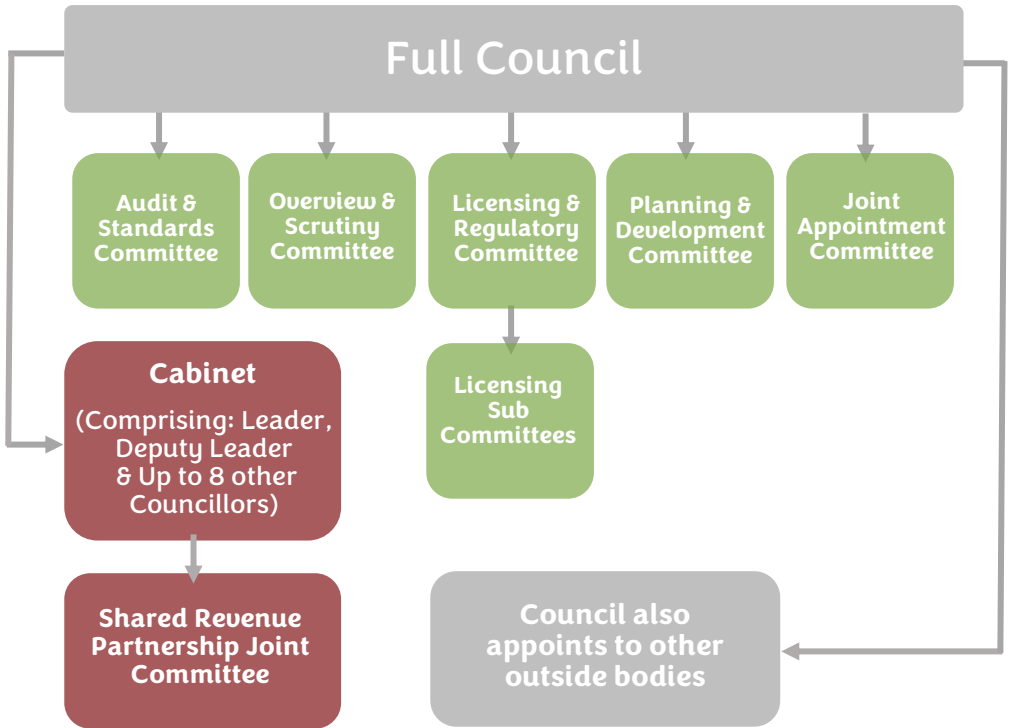 Full Council
Audit &
Standards
Committee
Overview &
Scrutiny
Committee
Licensing &
Regulatory
Committee
Planning &
Development
Committee
Joint
Appointment
Committee
Cabinet
(Comprising: Leader,
Deputy Leader
& Up to 8 other
Councillors)
Licensing
Sub
Committees
Shared Revenue
Partnership Joint
Committee
Council also
appoints to other
outside bodies